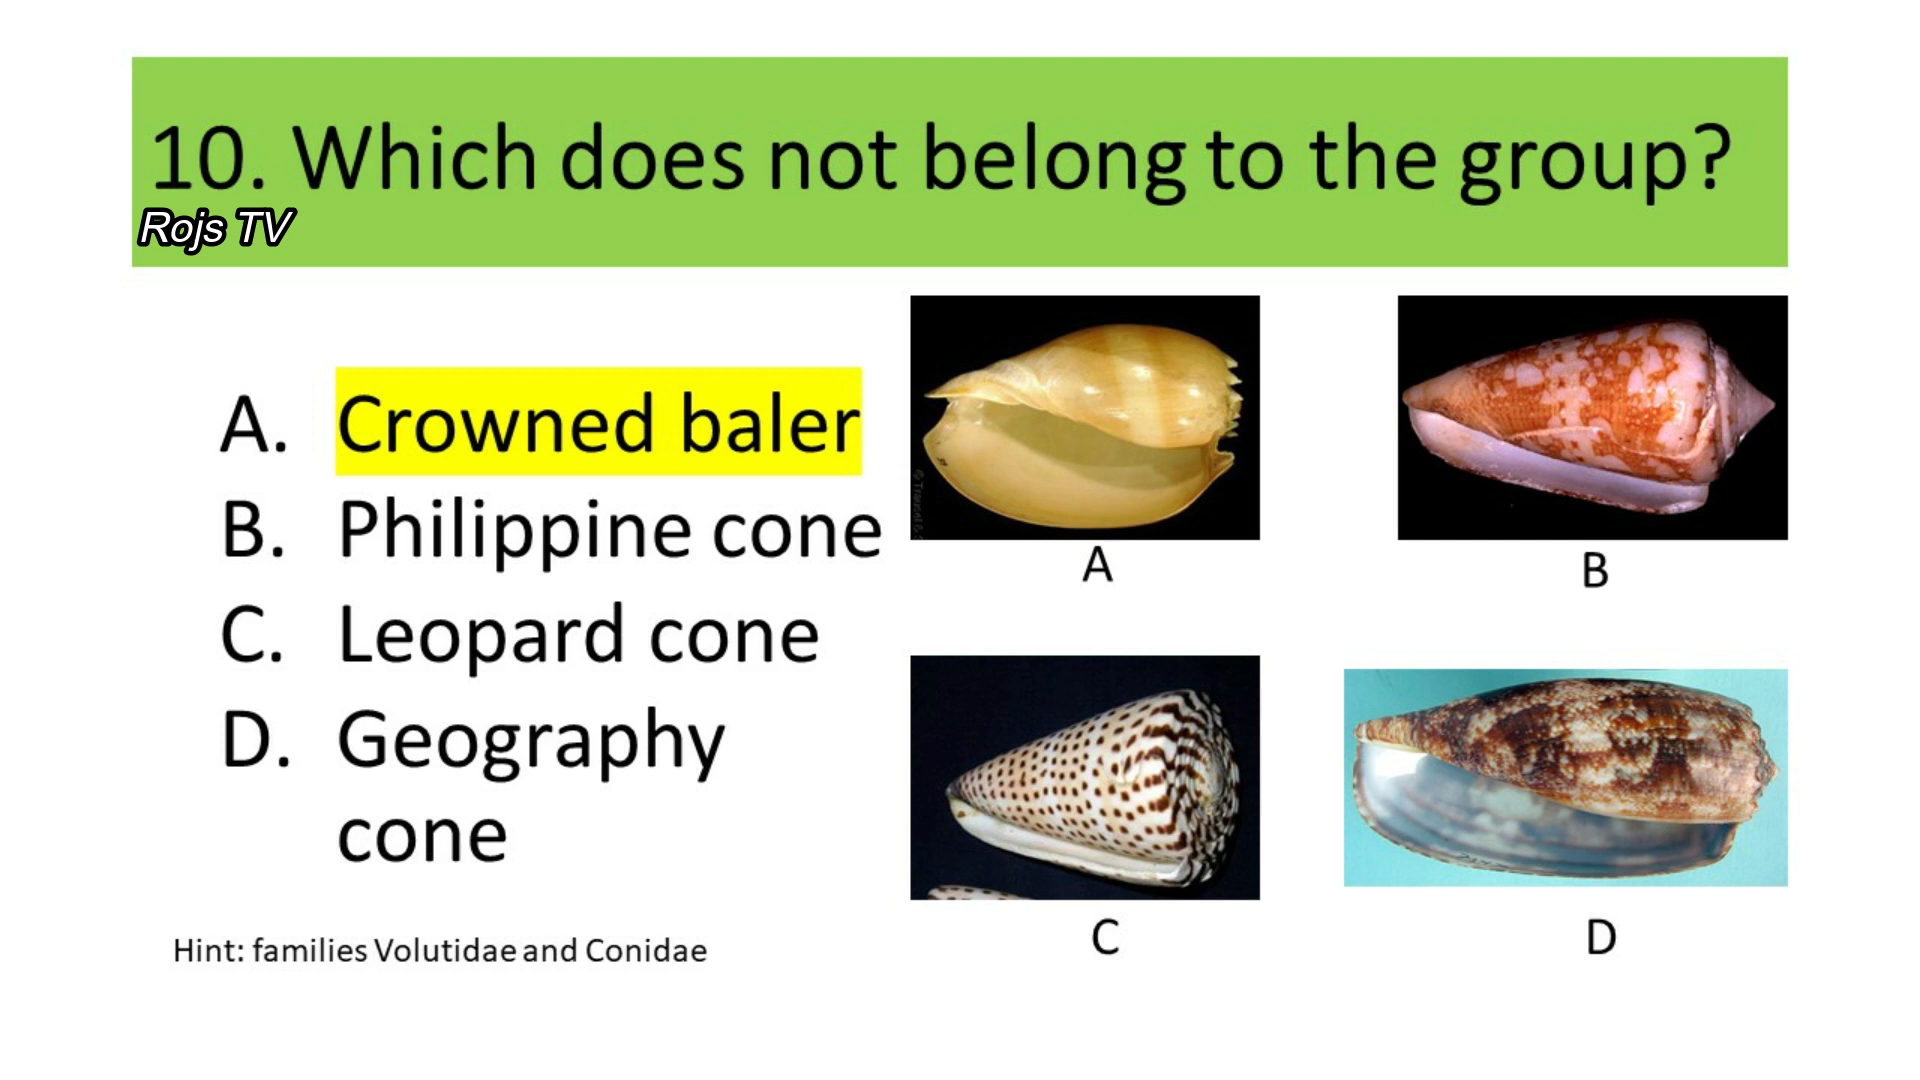 10. Which does not belong to the group?
Rojs TV
A. Crowned baler
B. Philippine cone
C. Leopard cone
D. Geography
cone
Hint: families Volutidae and Conidae
A
B
C
D